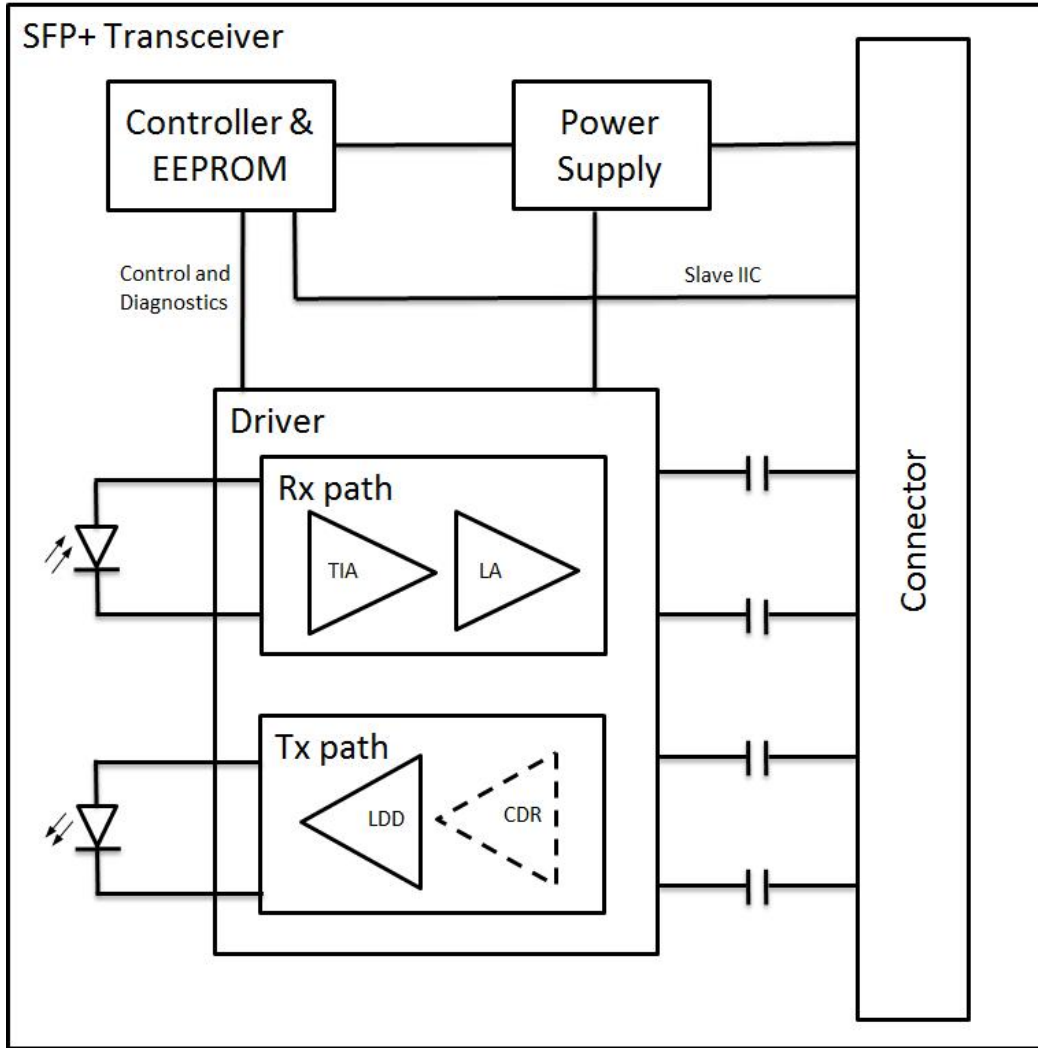 SFP+ Transceiver
Controller &
EEPROM
Power
Supply
Control and
Diagnostics
Slave IIC
Driver
Rx path
TIA
LA
Connector
Tx path
LDD
CDR